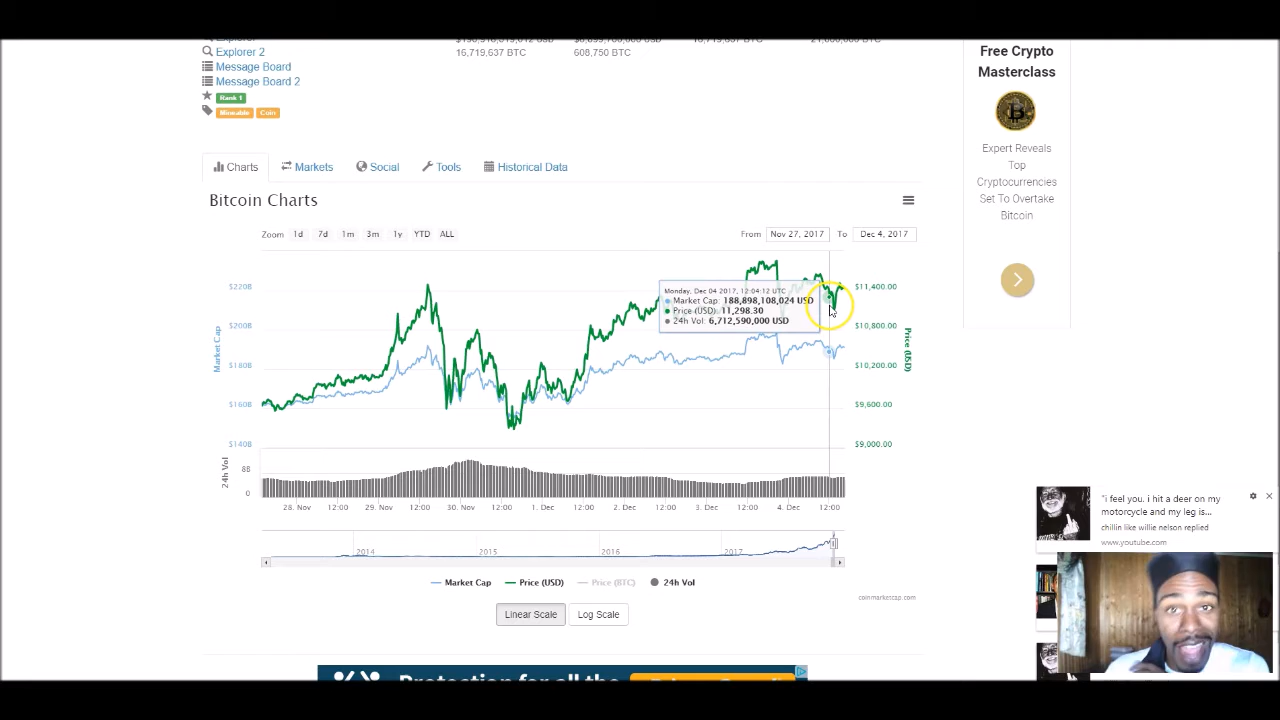 Explorer 2
16,719,637 BTC 608,750 BTC
Message Board
Message Board 2
Rank 1
Mineable Coin
Free Crypto
Masterclass
Expert Reveals
Top
Cryptocurrencies
Set To Overtake
Bitcoin
Charts Markets Social Tools Historical Data
Bitcoin Charts
Zoom 1d 7d 1m 3m 1y YTD ALL From Nov 27, 2017 To Dec 4, 2017
Monday, Dec 04 2017, 12:04:12 UTC
Market Cap: 188,898,108,024 USD
Price (USD): 11,298.30
24h Vol: 6,712,590,000 USD
$220B $11,400.00
$200B $10,800.00
$180B $10,200.00
$160B $9,600.00
$140B $9,000.00
Market Cap
Price (USD)
24h Vol
8B
0
28. Nov 12:00 29. Nov 12:00 30. Nov 12:00 1. Dec 12:00 2. Dec 12:00 3. Dec 12:00 4. Dec 12:00
2014 2015 2016 2017
Market Cap Price (USD) Price (BTC) 24h Vol
coinmarketcap.com
Linear Scale Log Scale
"i feel you. i hit a deer on my
motorcycle and my leg is...
chillin like willie nelson replied
www.youtube.com
Protection for all the